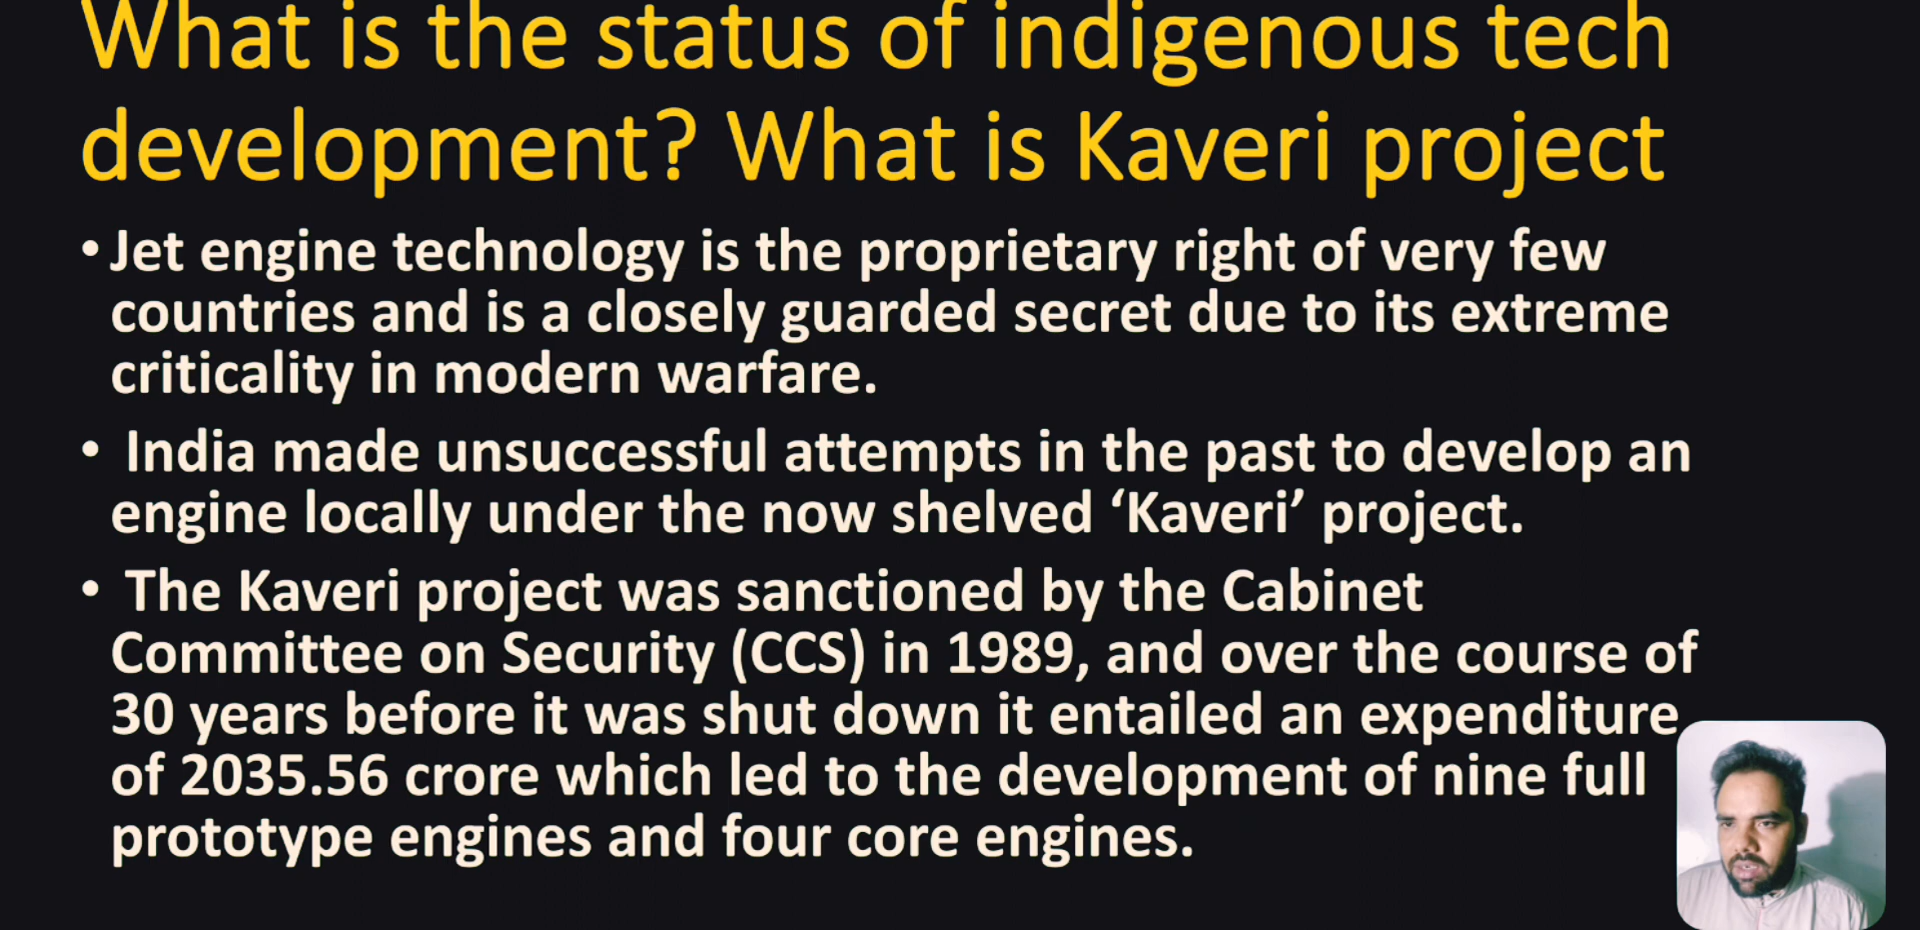 What is the status of indigenous tech
development? What is Kaveri project
• Jet engine technology is the proprietary right of very few
countries and is a closely guarded secret due to its extreme
criticality in modern warfare.
• India made unsuccessful attempts in the past to develop an
engine locally under the now shelved ‘Kaveri’ project.
• The Kaveri project was sanctioned by the Cabinet
Committee on Security (CCS) in 1989, and over the course of
30 years before it was shut down it entailed an expenditure
of 2035.56 crore which led to the development of nine full
prototype engines and four core engines.